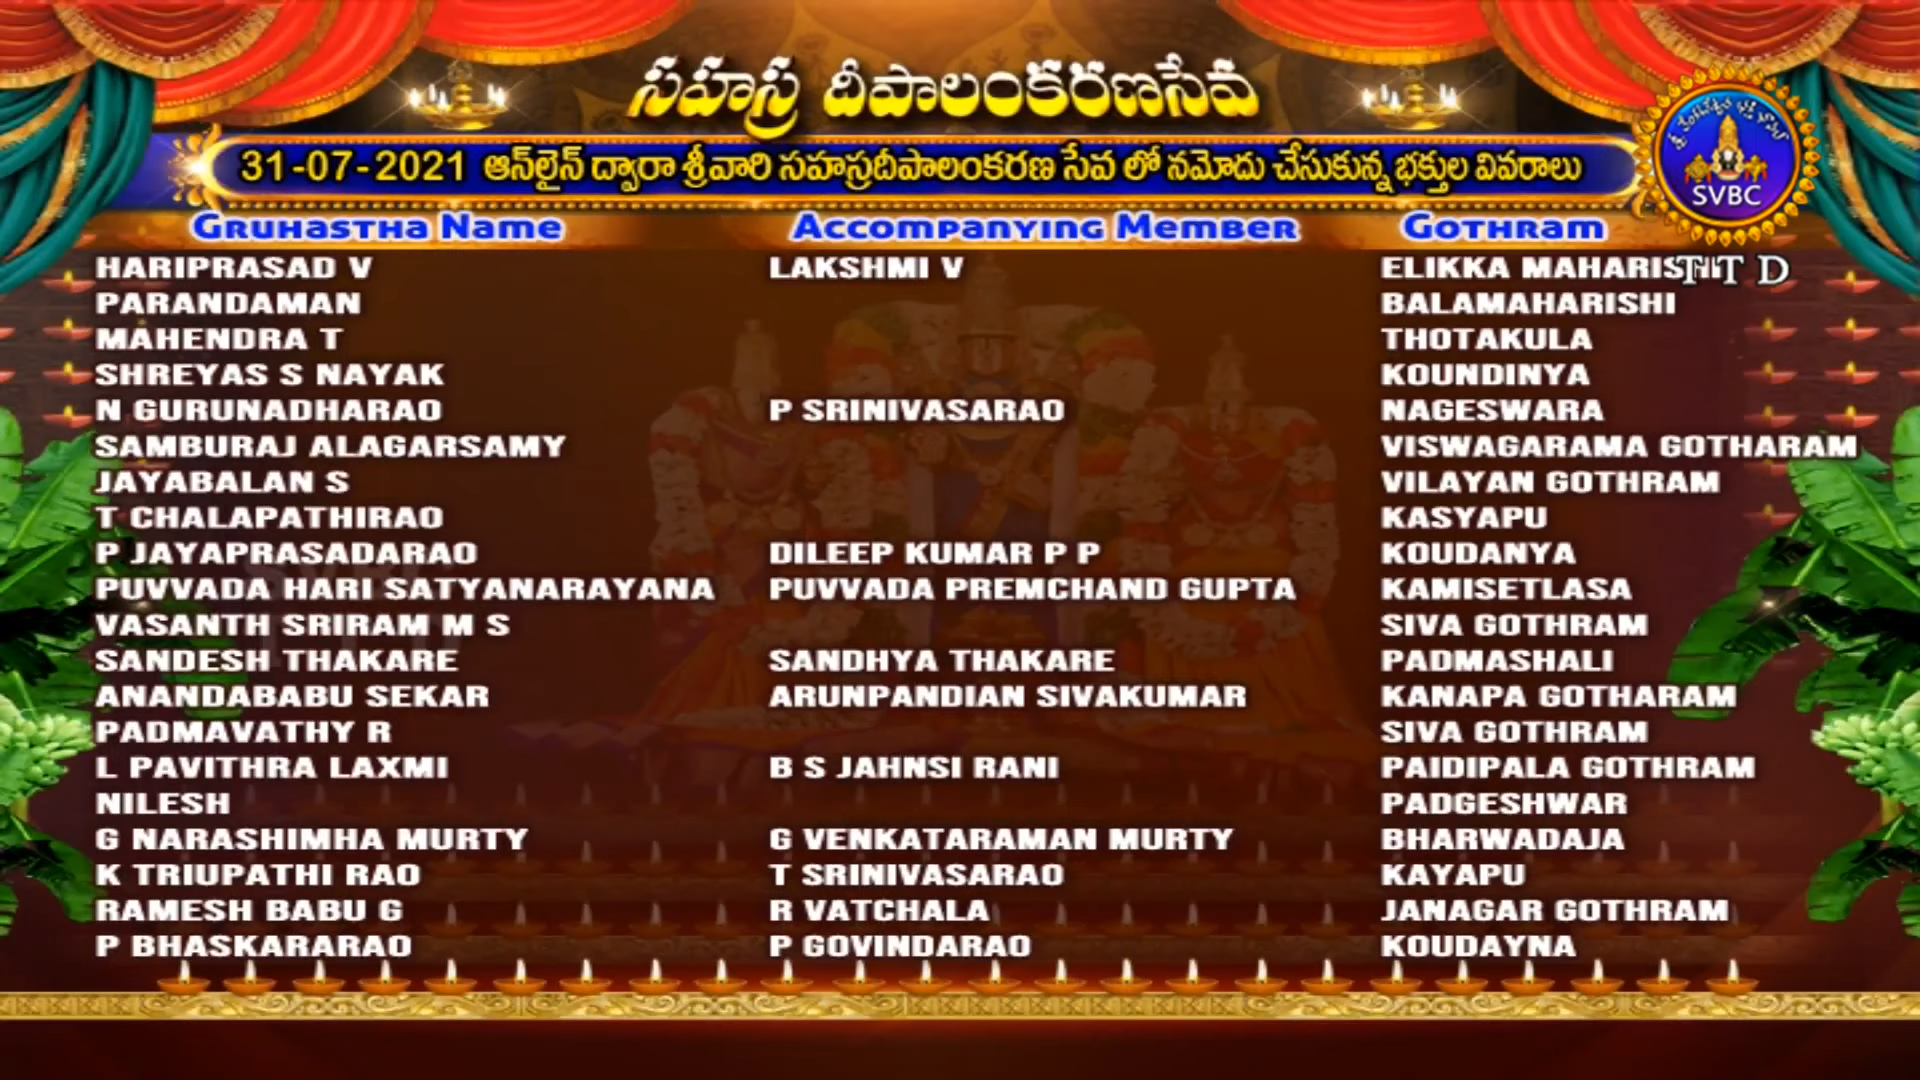 సహస్ర దీపాలంకరణసేవ
31-07-2021 ఆన్‌లైన్ ద్వారా శ్రీవారి సహస్రదీపాలంకరణ సేవ లో నమోదు చేసుకున్న భక్తుల వివరాలు
SVBC
Gruhastha Name Accompanying Member Gothram
HARIPRASAD V LAKSHMI V ELIKKA MAHARISHI
TTD
PARANDAMAN BALAMAHARISHI
MAHENDRA T THOTAKULA
SHREYAS S NAYAK KOUNDINYA
N GURUNADHARAO P SRINIVASARAO NAGESWARA
SAMBURAJ ALAGARSAMY VISWAGARAMA GOTHARAM
JAYABALAN S VILAYAN GOTHRAM
T CHALAPATHIRAO KASYAPU
P JAYAPRASADARAO DILEEP KUMAR P P KOUDANYA
PUVVADA HARI SATYANARAYANA PUVVADA PREMCHAND GUPTA KAMISETLASA
VASANTH SRIRAM M S SIVA GOTHRAM
SANDESH THAKARE SANDHYA THAKARE PADMASHALI
ANANDABABU SEKAR ARUNPANDIAN SIVAKUMAR KANAPA GOTHARAM
PADMAVATHY R SIVA GOTHRAM
L PAVITHRA LAXMI B S JAHNSI RANI PAIDIPALA GOTHRAM
NILESH PADGESHWAR
G NARASHIMHA MURTY G VENKATARAMAN MURTY BHARWADAJA
K TRIUPATHI RAO T SRINIVASARAO KAYAPU
RAMESH BABU G R VATCHALA JANAGAR GOTHRAM
P BHASKARARAO P GOVINDARAO KOUDAYNA